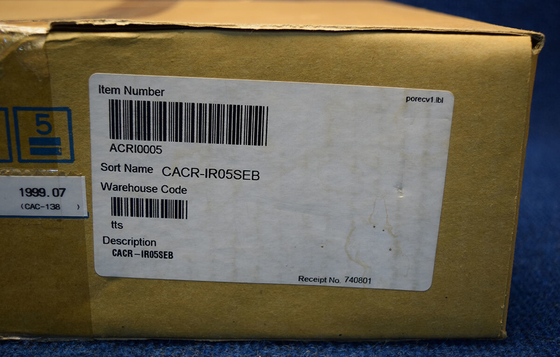 Item Number
porecv1.lbl
ACRI0005
Sort Name CACR-IR05SEB
Warehouse Code
tts
Description
CACR-IR05SEB
Receipt No. 740801
5
1999.07
(CAC-138 )